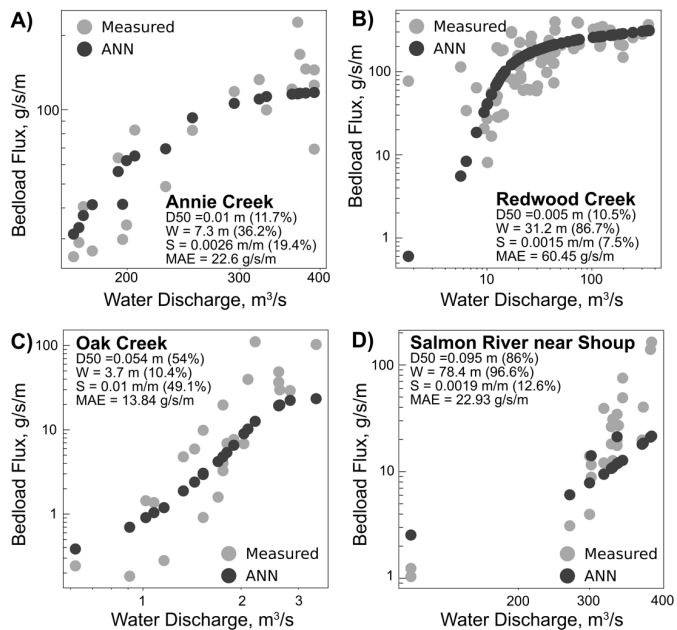 A)
Measured
ANN
Bedload Flux, g/s/m
100
Annie Creek
D50 =0.01 m (11.7%)
W = 7.3 m (36.2%)
S = 0.0026 m/m (19.4%)
MAE = 22.6 g/s/m
200
300
400
Water Discharge, m³/s
B)
Measured
ANN
Bedload Flux, g/s/m
100
10
1
Redwood Creek
D50 =0.005 m (10.5%)
W = 31.2 m (86.7%)
S = 0.0015 m/m (7.5%)
MAE = 60.45 g/s/m
10
100
Water Discharge, m³/s
C)
Oak Creek
D50 =0.054 m (54%)
W = 3.7 m (10.4%)
S = 0.01 m/m (49.1%)
MAE = 13.84 g/s/m
Bedload Flux, g/s/m
100
10
1
Measured
ANN
1
2
3
Water Discharge, m³/s
D)
Salmon River near Shoup
D50 =0.095 m (86%)
W = 78.4 m (96.6%)
S = 0.0019 m/m (12.6%)
MAE = 22.93 g/s/m
Bedload Flux, g/s/m
100
10
1
Measured
ANN
200
300
400
Water Discharge, m³/s